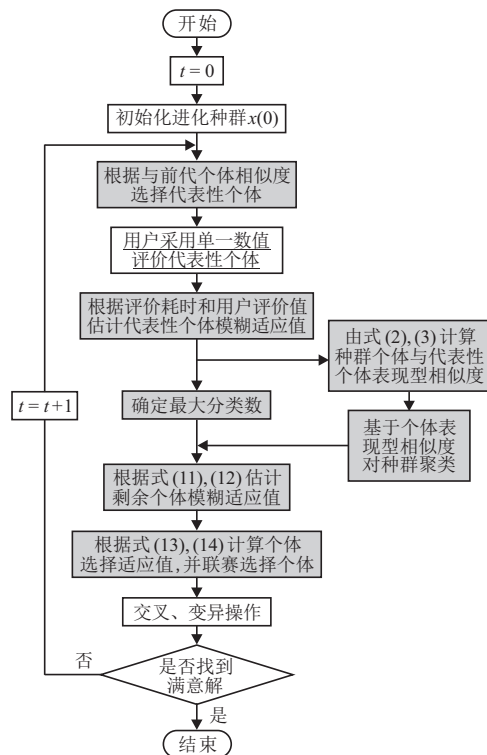 开始
t = 0
初始化进化种群x(0)
根据与前代个体相似度
选择代表性个体
用户采用单一数值
评价代表性个体
根据评价耗时和用户评价值
估计代表性个体模糊适应值
由式 (2), (3) 计算
种群个体与代表性
个体表现型相似度
t = t+1
确定最大分类数
基于个体表
现型相似度
对种群聚类
根据式 (11), (12) 估计
剩余个体模糊适应值
根据式 (13), (14) 计算个体
选择适应值,并联赛选择个体
交叉、变异操作
否
是否找到
满意解
是
结束